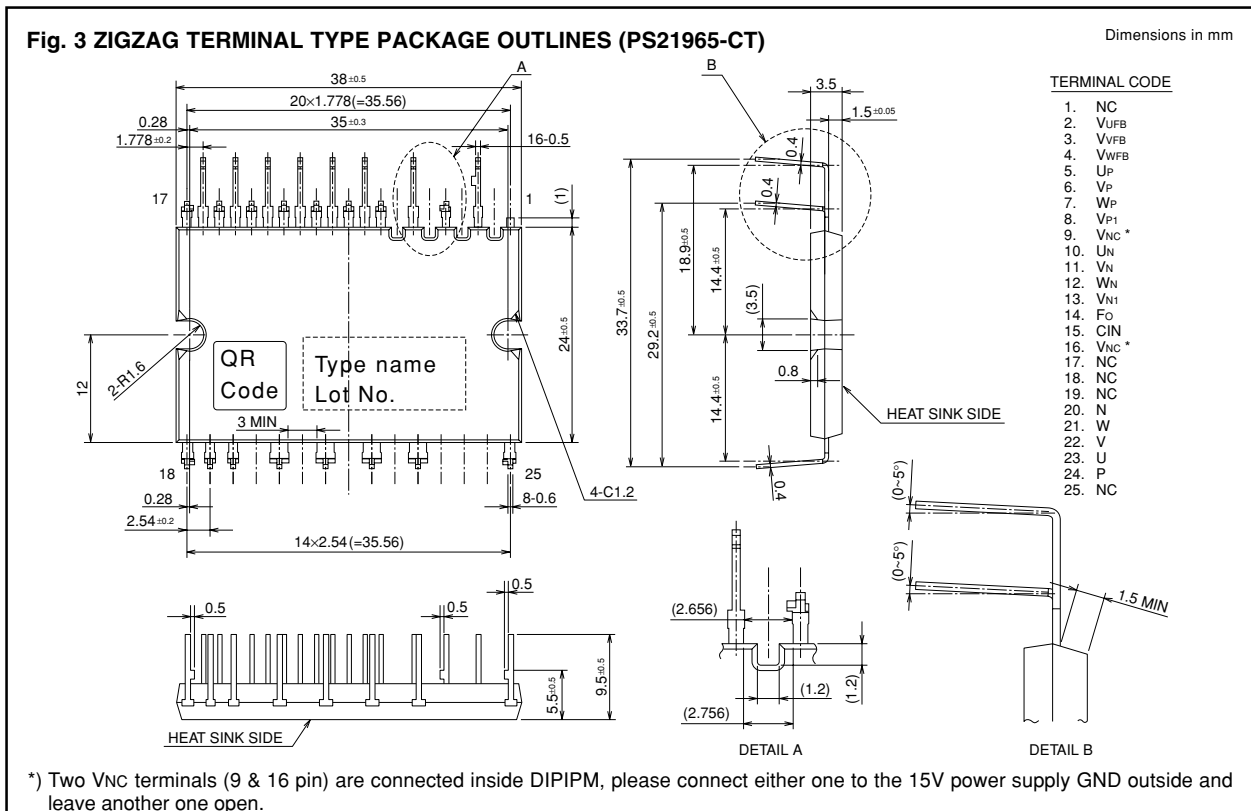 Fig. 3 ZIGZAG TERMINAL TYPE PACKAGE OUTLINES (PS21965-CT)
Dimensions in mm
A
38±0.5
20×1.778(=35.56)
35±0.3
0.28
1.778±0.2
16-0.5
17
1
(1)
24±0.5
12
2-R1.6
QR
Code
Type name
Lot No.
3 MIN
18
25
0.28
2.54±0.2
4-C1.2
8-0.6
14×2.54(=35.56)
B
3.5
1.5±0.05
0.4
0.4
33.7±0.5
29.2±0.5
18.9±0.5
14.4±0.5
(3.5)
0.8
14.4±0.5
0.4
HEAT SINK SIDE
TERMINAL CODE
1. NC
2. VUFB
3. VVFB
4. VWFB
5. UP
6. VP
7. WP
8. VP1
9. VNC *
10. UN
11. VN
12. WN
13. VN1
14. FO
15. CIN
16. VNC *
17. NC
18. NC
19. NC
20. N
21. W
22. V
23. U
24. P
25. NC
0.5
0.5
0.5
5.5±0.5
9.5±0.5
HEAT SINK SIDE
(2.656)
(1.2)
(1.2)
(2.756)
DETAIL A
(0~5°)
(0~5°)
1.5 MIN
DETAIL B
*) Two VNC terminals (9 & 16 pin) are connected inside DIPIPM, please connect either one to the 15V power supply GND outside and
leave another one open.